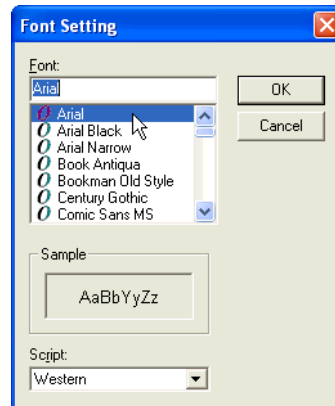 Font Setting
Font:
Arial
OK
Arial
Arial Black
Cancel
Arial Narrow
Book Antiqua
Bookman Old Style
Century Gothic
Comic Sans MS
Sample
AaBbYyZz
Script:
Western